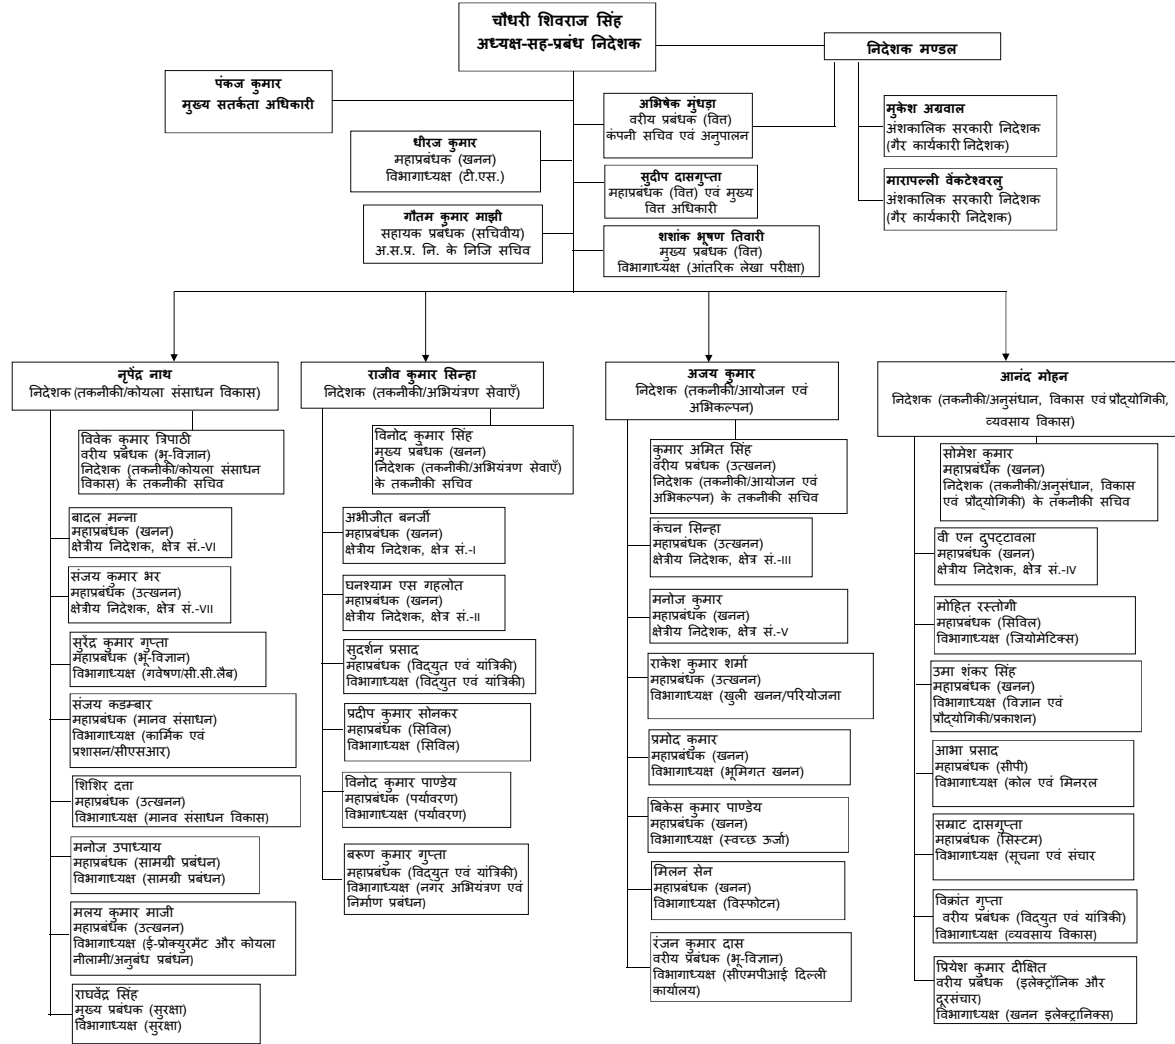 चौधरी शिवराज सिंह
अध्यक्ष-सह-प्रबंध निदेशक
निदेशक मण्डल
पंकज कुमार
मुख्य सतर्कता अधिकारी
अभिषेक मुंधड़ा
वरीय प्रबंधक (वित्त)
कंपनी सचिव एवं अनुपालन
मुकेश अग्रवाल
अंशकालिक सरकारी निदेशक
(गैर कार्यकारी निदेशक)
धीरज कुमार
महाप्रबंधक (खनन)
विभागाध्यक्ष (टी.एस.)
सुदीप दासगुप्ता
महाप्रबंधक (वित्त) एवं मुख्य
वित्त अधिकारी
मारापल्ली वेंकटेश्वरलु
अंशकालिक सरकारी निदेशक
(गैर कार्यकारी निदेशक)
गौतम कुमार माझी
सहायक प्रबंधक (सचिवीय)
अ.स.प्र. नि. के निजि सचिव
शशांक भूषण तिवारी
मुख्य प्रबंधक (वित्त)
विभागाध्यक्ष (आंतरिक लेखा परीक्षा)
नृपेंद्र नाथ
निदेशक (तकनीकी/कोयला संसाधन विकास)
विवेक कुमार त्रिपाठी
वरीय प्रबंधक (भू-विज्ञान)
निदेशक (तकनीकी/कोयला संसाधन
विकास) के तकनीकी सचिव
बादल मन्ना
महाप्रबंधक (खनन)
क्षेत्रीय निदेशक, क्षेत्र सं.-VI
संजय कुमार भर
महाप्रबंधक (उत्खनन)
क्षेत्रीय निदेशक, क्षेत्र सं.-VII
सुरेंद्र कुमार गुप्ता
महाप्रबंधक (भू-विज्ञान)
विभागाध्यक्ष (गवेषण/सी.सी.लैब)
संजय कडम्बार
महाप्रबंधक (मानव संसाधन)
विभागाध्यक्ष (कार्मिक एवं
प्रशासन/सीएसआर)
शिशिर दत्ता
महाप्रबंधक (उत्खनन)
विभागाध्यक्ष (मानव संसाधन विकास)
मनोज उपाध्याय
महाप्रबंधक (सामग्री प्रबंधन)
विभागाध्यक्ष (सामग्री प्रबंधन)
मलय कुमार माजी
महाप्रबंधक (उत्खनन)
विभागाध्यक्ष (ई-प्रोक्युरमेंट और कोयला
नीलामी/अनुबंध प्रबंधन)
राघवेंद्र सिंह
मुख्य प्रबंधक (सुरक्षा)
विभागाध्यक्ष (सुरक्षा)
राजीव कुमार सिन्हा
निदेशक (तकनीकी/अभियंत्रण सेवाएँ)
विनोद कुमार सिंह
मुख्य प्रबंधक (खनन)
निदेशक (तकनीकी/अभियंत्रण सेवाएँ)
के तकनीकी सचिव
अभीजीत बनर्जी
महाप्रबंधक (खनन)
क्षेत्रीय निदेशक, क्षेत्र सं.-I
घनश्याम एस गहलोत
महाप्रबंधक (खनन)
क्षेत्रीय निदेशक, क्षेत्र सं.-II
सुदर्शन प्रसाद
महाप्रबंधक (विद्युत एवं यांत्रिकी)
विभागाध्यक्ष (विद्युत एवं यांत्रिकी)
प्रदीप कुमार सोनकर
महाप्रबंधक (सिविल)
विभागाध्यक्ष (सिविल)
विनोद कुमार पाण्डेय
महाप्रबंधक (पर्यावरण)
विभागाध्यक्ष (पर्यावरण)
बरूण कुमार गुप्ता
महाप्रबंधक (विद्युत एवं यांत्रिकी)
विभागाध्यक्ष (नगर अभियंत्रण एवं
निर्माण प्रबंधन)
अजय कुमार
निदेशक (तकनीकी/आयोजन एवं
अभिकल्पन)
कुमार अमित सिंह
वरीय प्रबंधक (उत्खनन)
निदेशक (तकनीकी/आयोजन एवं
अभिकल्पन) के तकनीकी सचिव
कंचन सिन्हा
महाप्रबंधक (उत्खनन)
क्षेत्रीय निदेशक, क्षेत्र सं.-III
मनोज कुमार
महाप्रबंधक (खनन)
क्षेत्रीय निदेशक, क्षेत्र सं.-V
राकेश कुमार शर्मा
महाप्रबंधक (उत्खनन)
विभागाध्यक्ष (खुली खनन/परियोजना
प्रमोद कुमार
महाप्रबंधक (खनन)
विभागाध्यक्ष (भूमिगत खनन)
बिकेस कुमार पाण्डेय
महाप्रबंधक (खनन)
विभागाध्यक्ष (स्वच्छ ऊर्जा)
मिलन सेन
महाप्रबंधक (खनन)
विभागाध्यक्ष (विस्फोटन)
रंजन कुमार दास
वरीय प्रबंधक (भू-विज्ञान)
विभागाध्यक्ष (सीएमपीआई दिल्ली
कार्यालय)
आनंद मोहन
निदेशक (तकनीकी/अनुसंधान, विकास एवं प्रौद्योगिकी,
व्यवसाय विकास)
सोमेश कुमार
महाप्रबंधक (खनन)
निदेशक (तकनीकी/अनुसंधान, विकास
एवं प्रौद्योगिकी) के तकनीकी सचिव
वी एन दुपट्टावला
महाप्रबंधक (खनन)
क्षेत्रीय निदेशक, क्षेत्र सं.-IV
मोहित रस्तोगी
महाप्रबंधक (सिविल)
विभागाध्यक्ष (जियोमेटिक्स)
उमा शंकर सिंह
महाप्रबंधक (खनन)
विभागाध्यक्ष (विज्ञान एवं
प्रौद्योगिकी/प्रकाशन)
आभा प्रसाद
महाप्रबंधक (सीपी)
विभागाध्यक्ष (कोल एवं मिनरल
सम्राट दासगुप्ता
महाप्रबंधक (सिस्टम)
विभागाध्यक्ष (सूचना एवं संचार
विक्रांत गुप्ता
वरीय प्रबंधक (विद्युत एवं यांत्रिकी)
विभागाध्यक्ष (व्यवसाय विकास)
प्रियेश कुमार दीक्षित
वरीय प्रबंधक (इलेक्ट्रॉनिक और
दूरसंचार)
विभागाध्यक्ष (खनन इलेक्ट्रानिक्स)